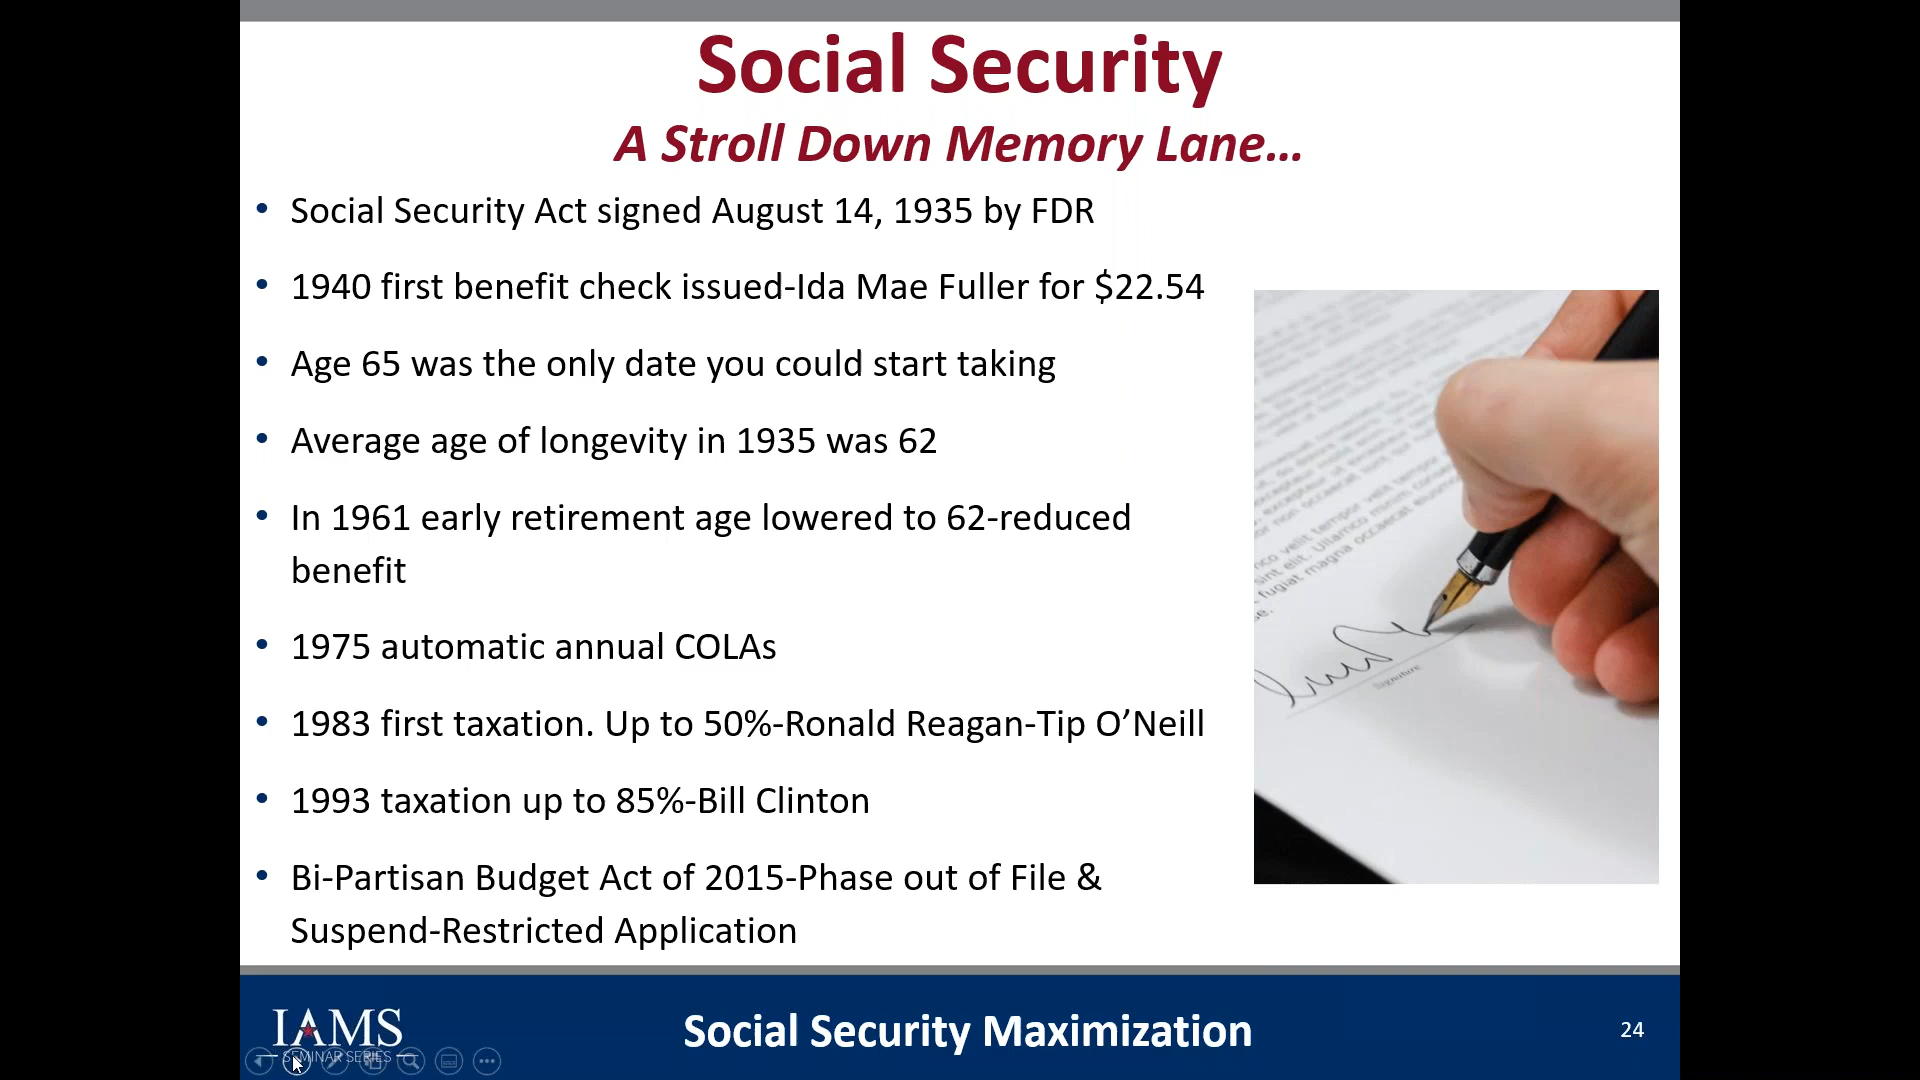 Social Security
A Stroll Down Memory Lane…
• Social Security Act signed August 14, 1935 by FDR
• 1940 first benefit check issued-Ida Mae Fuller for $22.54
• Age 65 was the only date you could start taking
• Average age of longevity in 1935 was 62
• In 1961 early retirement age lowered to 62-reduced
benefit
• 1975 automatic annual COLAs
• 1983 first taxation. Up to 50%-Ronald Reagan-Tip O’Neill
• 1993 taxation up to 85%-Bill Clinton
• Bi-Partisan Budget Act of 2015-Phase out of File &
Suspend-Restricted Application
Signature
IAMS
SEMINAR SERIES
Social Security Maximization
24